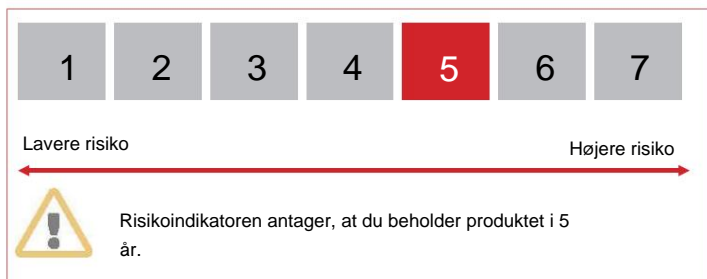 1 2 3 4 5 6 7
Lavere risiko Højere risiko
Risikoindikatoren antager, at du beholder produktet i 5
år.